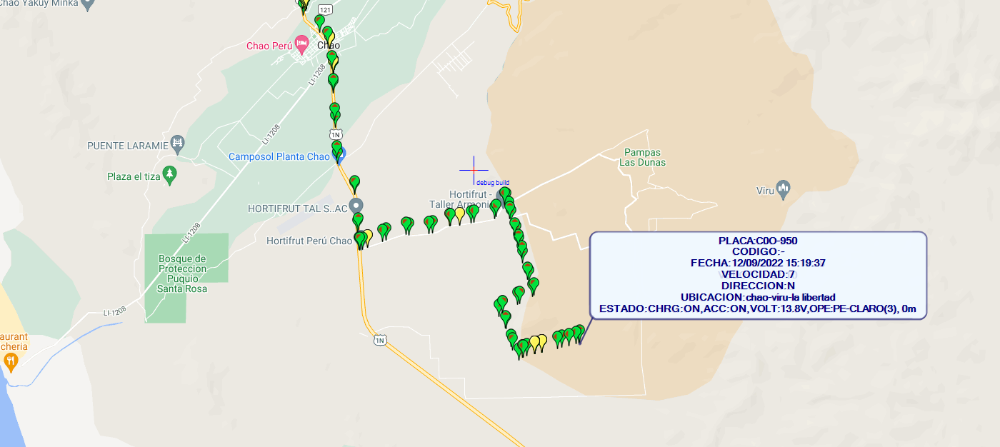 Chao Yakuy Minka
121
Chao Perú
Chao
LI-1208
LI-1208
1N
PUENTE LARAMIE
Camposol Planta Chao
Plaza el tiza
Pampas
Las Dunas
debug build
Hortifrut -
Taller Armoni
Viru
HORTIFRUT TAL S..AC
Hortifrut Perú Chao
LI-1208
Bosque de
Proteccion
Puquio
Santa Rosa
PLACA:C0O-950
CODIGO:-
FECHA:12/09/2022 15:19:37
VELOCIDAD:7
DIRECCION:N
UBICACION:chao-viru-la libertad
ESTADO:CHRG:ON,ACC:ON,VOLT:13.8V,OPE:PE-CLARO(3), 0m
LI-1208
1N
aurant
cheria